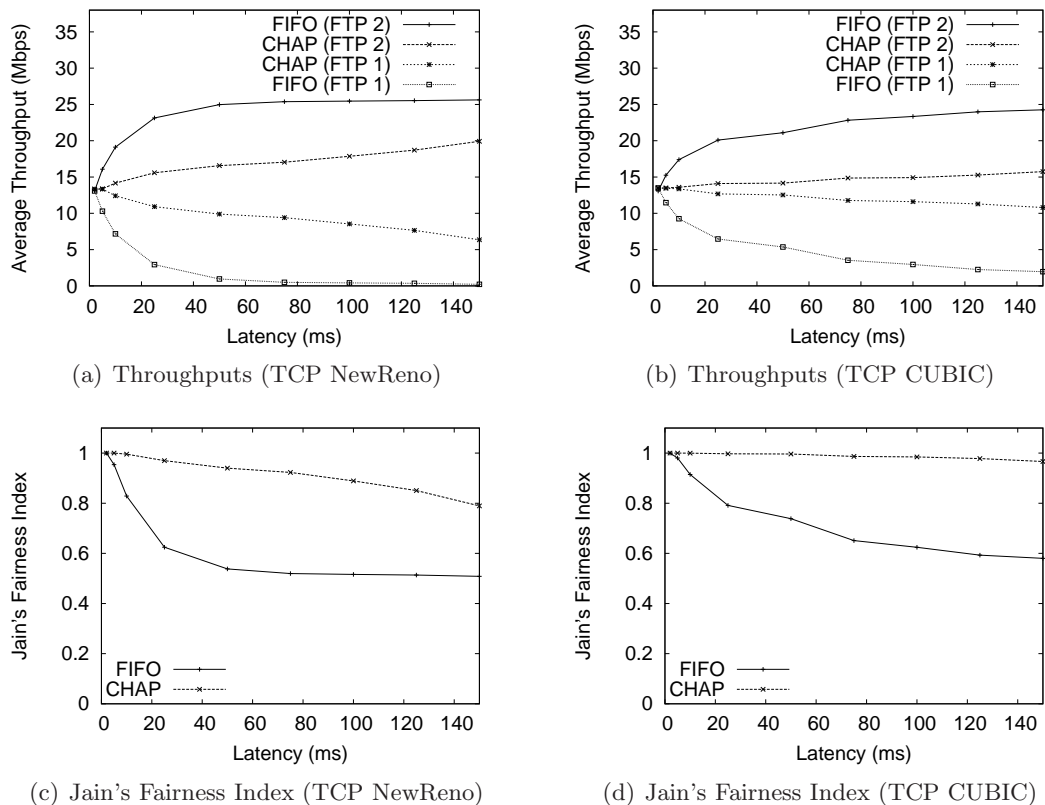 Average Throughput (Mbps)
35
30
25
20
15
10
5
0
0 20 40 60 80 100 120 140
Latency (ms)
FIFO (FTP 2)
CHAP (FTP 2)
CHAP (FTP 1)
FIFO (FTP 1)
(a) Throughputs (TCP NewReno)
Average Throughput (Mbps)
35
30
25
20
15
10
5
0
0 20 40 60 80 100 120 140
Latency (ms)
FIFO (FTP 2)
CHAP (FTP 2)
CHAP (FTP 1)
FIFO (FTP 1)
(b) Throughputs (TCP CUBIC)
Jain's Fairness Index
1
0.8
0.6
0.4
0.2
0
0 20 40 60 80 100 120 140
Latency (ms)
FIFO
CHAP
(c) Jain's Fairness Index (TCP NewReno)
Jain's Fairness Index
1
0.8
0.6
0.4
0.2
0
0 20 40 60 80 100 120 140
Latency (ms)
FIFO
CHAP
(d) Jain's Fairness Index (TCP CUBIC)